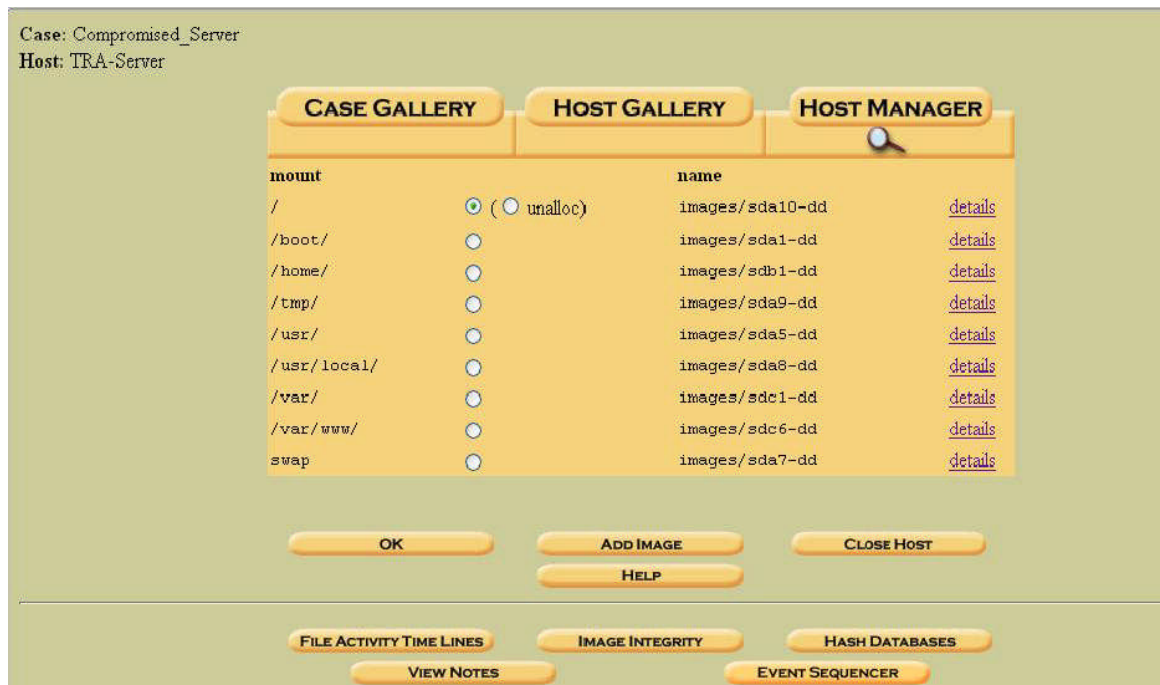 Case: Compromised_Server
Host: TRA-Server
CASE GALLERY HOST GALLERY HOST MANAGER
mount name
/ ( unalloc) images/sda10-dd details
/boot/ images/sda1-dd details
/home/ images/sdb1-dd details
/tmp/ images/sda9-dd details
/usr/ images/sda5-dd details
/usr/local/ images/sda8-dd details
/var/ images/sdc1-dd details
/var/www/ images/sdc6-dd details
swap images/sda7-dd details
OK ADD IMAGE CLOSE HOST
HELP
FILE ACTIVITY TIME LINES IMAGE INTEGRITY HASH DATABASES
VIEW NOTES EVENT SEQUENCER